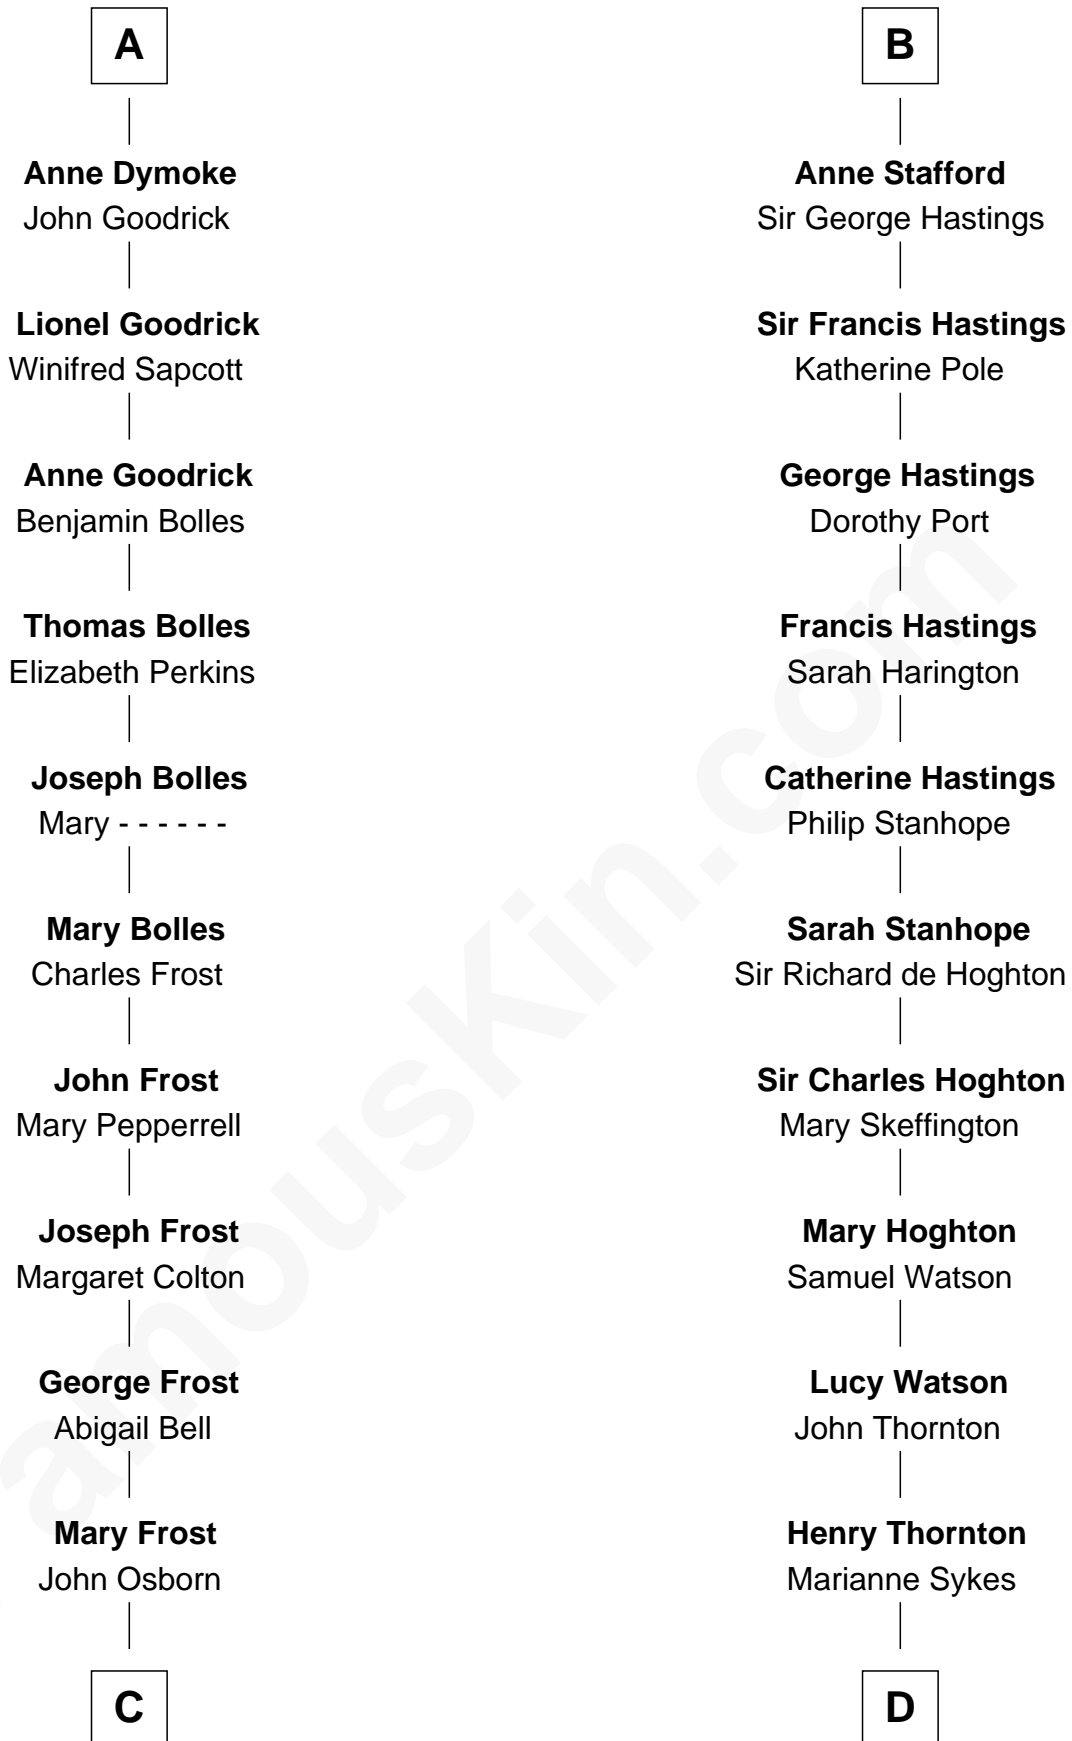 A
Anne Dymoke
John Goodrick
Lionel Goodrick
Winifred Sapcott
Anne Goodrick
Benjamin Bolles
Thomas Bolles
Elizabeth Perkins
Joseph Bolles
Mary - - - - - -
Mary Bolles
Charles Frost
John Frost
Mary Pepperrell
Joseph Frost
Margaret Colton
George Frost
Abigail Bell
Mary Frost
John Osborn
C
B
Anne Stafford
Sir George Hastings
Sir Francis Hastings
Katherine Pole
George Hastings
Dorothy Port
Francis Hastings
Sarah Harington
Catherine Hastings
Philip Stanhope
Sarah Stanhope
Sir Richard de Hoghton
Sir Charles Hoghton
Mary Skeffington
Mary Hoghton
Samuel Watson
Lucy Watson
John Thornton
Henry Thornton
Marianne Sykes
D
amouskin.com